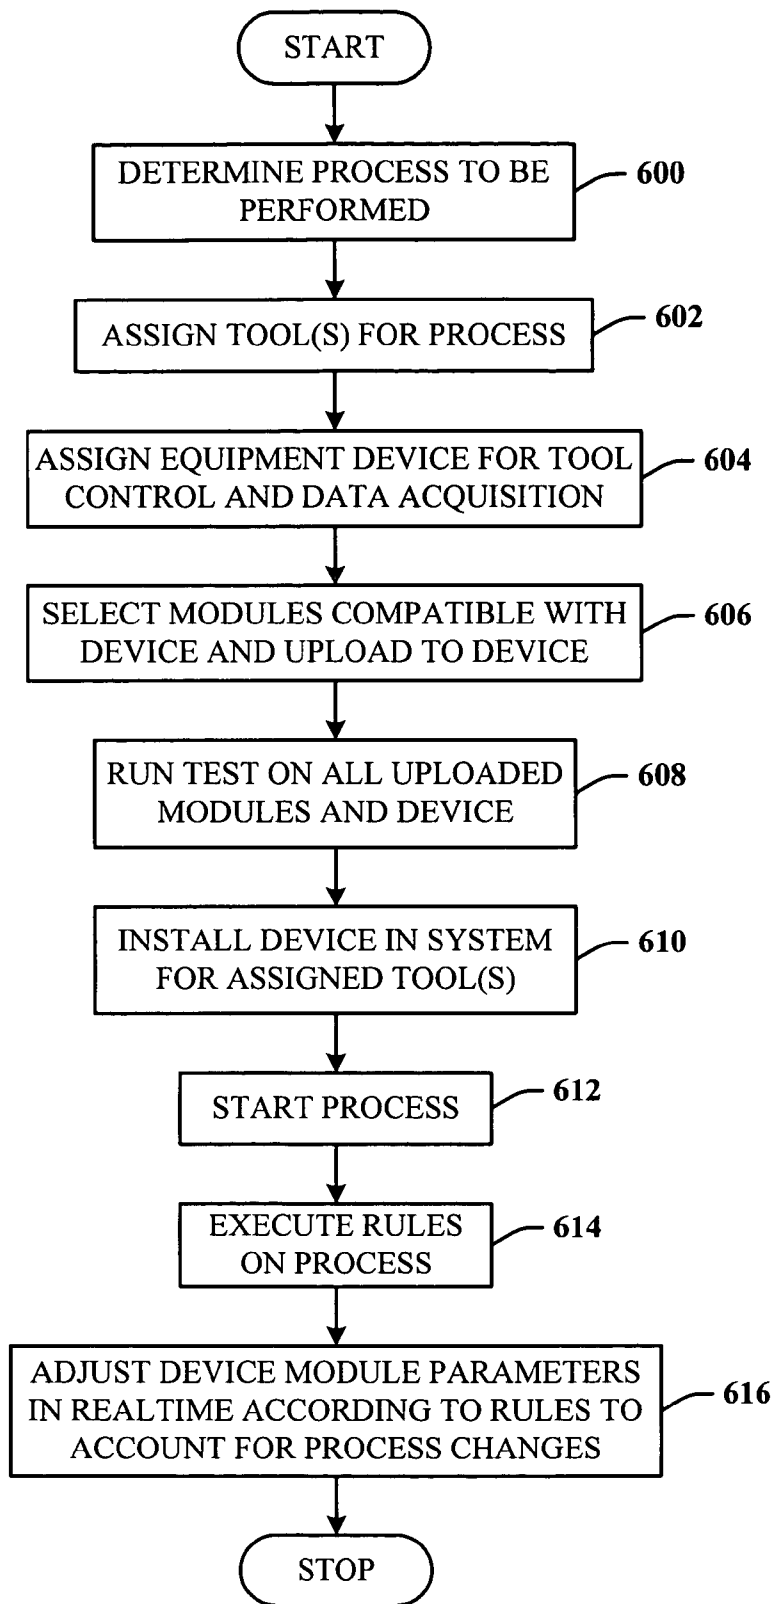 START
DETERMINE PROCESS TO BE
PERFORMED
600
ASSIGN TOOL(S) FOR PROCESS
602
ASSIGN EQUIPMENT DEVICE FOR TOOL
CONTROL AND DATA ACQUISITION
604
SELECT MODULES COMPATIBLE WITH
DEVICE AND UPLOAD TO DEVICE
606
RUN TEST ON ALL UPLOADED
MODULES AND DEVICE
608
INSTALL DEVICE IN SYSTEM
FOR ASSIGNED TOOL(S)
610
START PROCESS
612
EXECUTE RULES
ON PROCESS
614
ADJUST DEVICE MODULE PARAMETERS
IN REALTIME ACCORDING TO RULES TO
ACCOUNT FOR PROCESS CHANGES
616
STOP